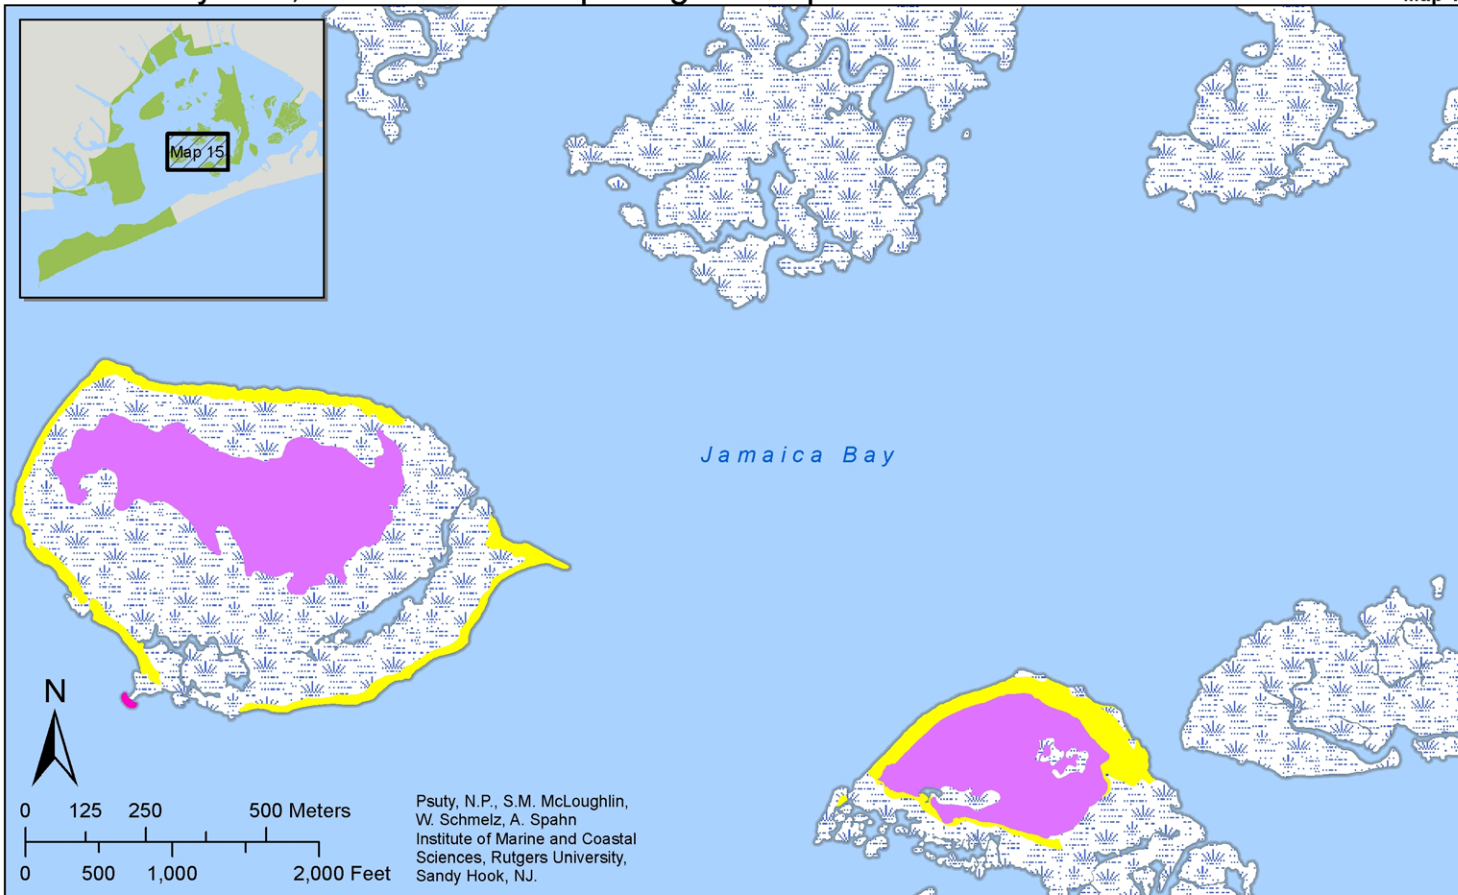 Map 15
Jamaica Bay
N
0 125 250 500 Meters
0 500 1,000 2,000 Feet
Psuty, N.P., S.M. McLoughlin,
W. Schmelz, A. Spahn
Institute of Marine and Coastal
Sciences, Rutgers University,
Sandy Hook, NJ.